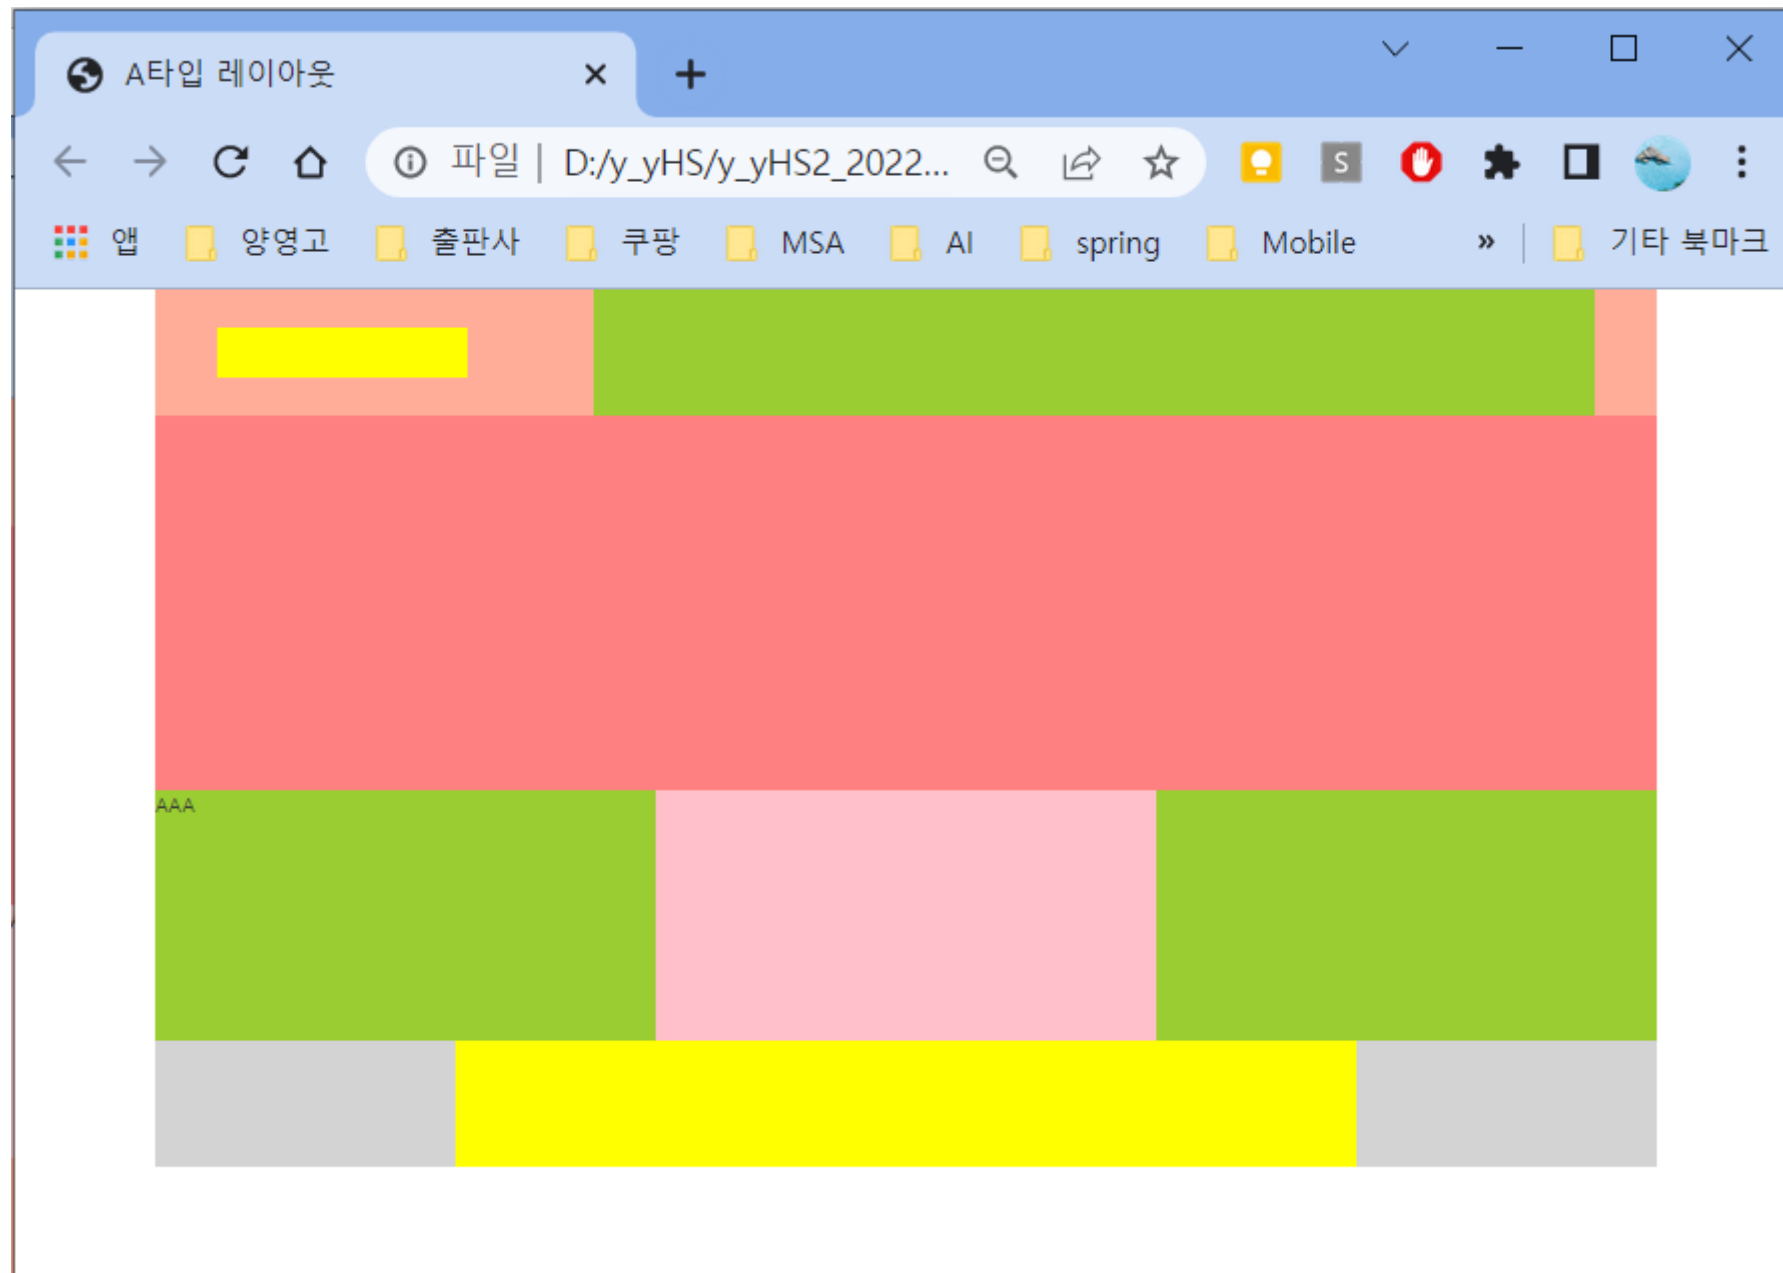 A타입 레이아웃
파일 | D:/y_yHS/y_yHS2_2022...
S
앱 양영고 출판사 쿠팡 MSA AI spring Mobile » 기타 북마크
AAA